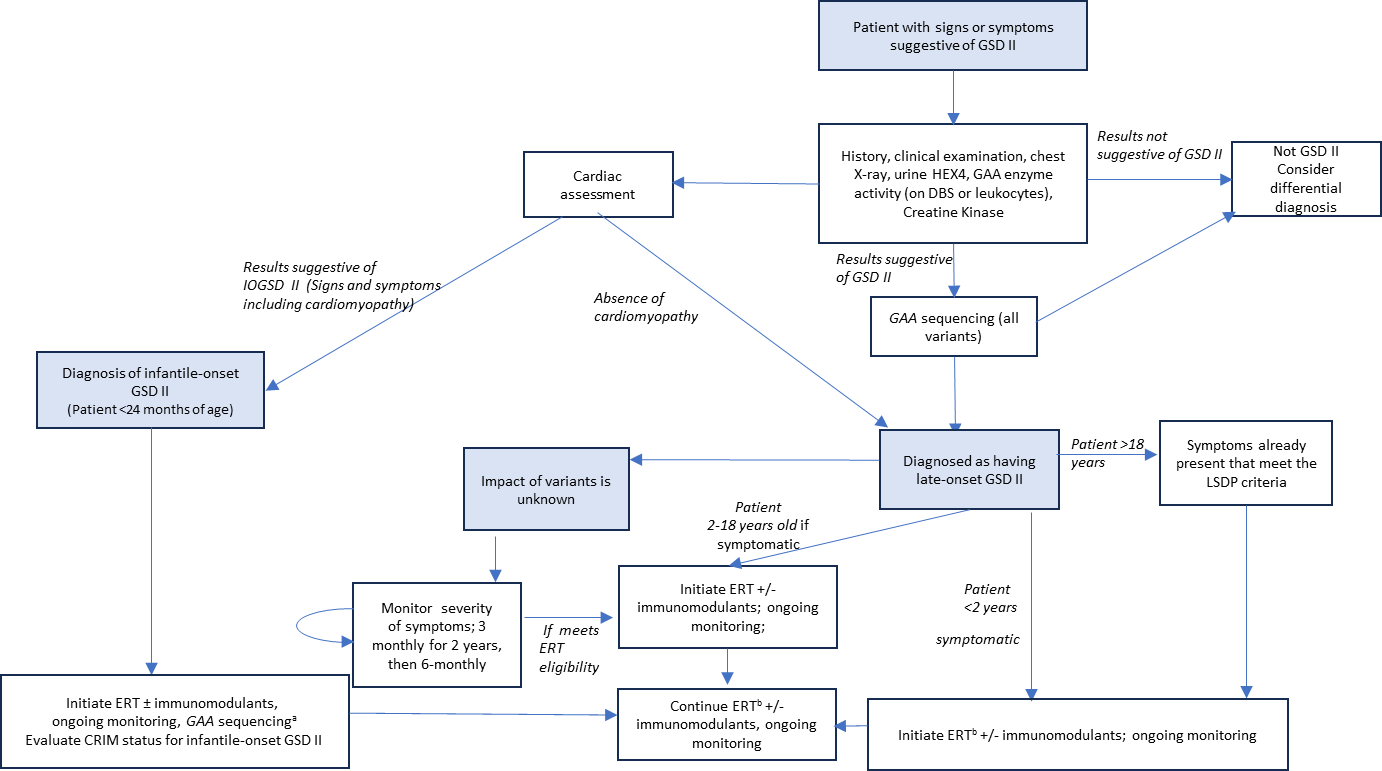 Patient with signs or symptoms
suggestive of GSD II
History, clinical examination, chest
X-ray, urine HEX4, GAA enzyme
activity (on DBS or leukocytes),
Creatine Kinase
Results not
suggestive of GSD II
Not GSD II
Consider
differential
diagnosis
Cardiac
assessment
Results suggestive of
IOGSD II (Signs and symptoms
including cardiomyopathy)
Absence of
cardiomyopathy
Results suggestive
of GSD II
GAA sequencing (all
variants)
Diagnosis of infantile-onset
GSD II
(Patient <24 months of age)
Impact of variants is
unknown
Diagnosed as having
late-onset GSD II
Patient >18
years
Symptoms already
present that meet the
LSDP criteria
Patient
2-18 years old if
symptomatic
Monitor severity
of symptoms; 3
monthly for 2 years,
then 6-monthly
If meets
ERT
eligibility
Initiate ERT +/-
immunomodulants; ongoing
monitoring;
Patient
<2 years
symptomatic
Initiate ERT ± immunomodulants,
ongoing monitoring, GAA sequencingᵃ
Evaluate CRIM status for infantile-onset GSD II
Continue ERTᵇ +/-
immunomodulants, ongoing
monitoring
Initiate ERTᵇ +/- immunomodulants; ongoing monitoring